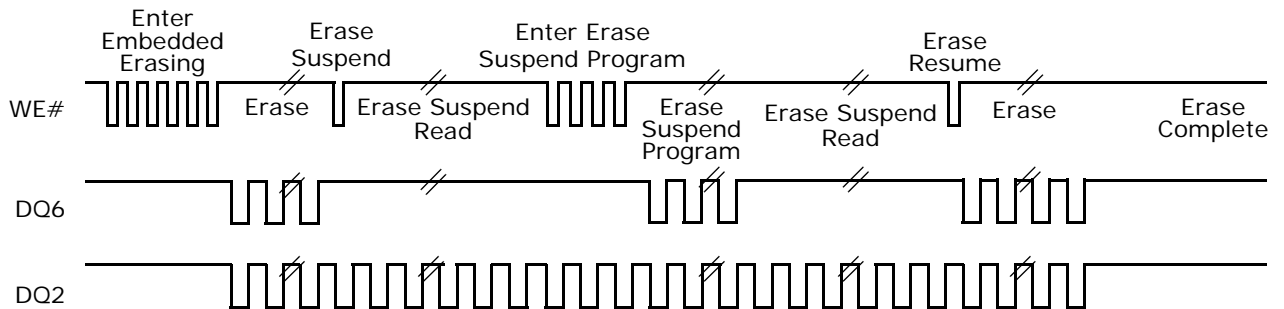 Enter
Embedded
Erasing
Erase
Suspend
Enter Erase
Suspend Program
Erase
Resume
WE#
Erase
Erase Suspend
Read
Erase
Suspend
Program
Erase Suspend
Read
Erase
Erase
Complete
DQ6
DQ2